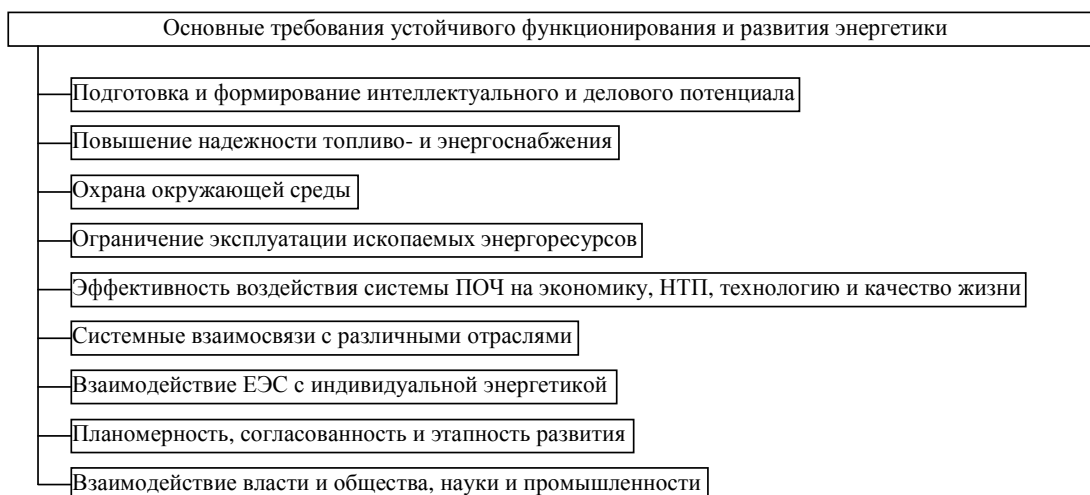 Основные требования устойчивого функционирования и развития энергетики
Подготовка и формирование интеллектуального и делового потенциала
Повышение надежности топливо- и энергоснабжения
Охрана окружающей среды
Ограничение эксплуатации ископаемых энергоресурсов
Эффективность воздействия системы ПОЧ на экономику, НТП, технологию и качество жизни
Системные взаимосвязи с различными отраслями
Взаимодействие ЕЭС с индивидуальной энергетикой
Планомерность, согласованность и этапность развития
Взаимодействие власти и общества, науки и промышленности